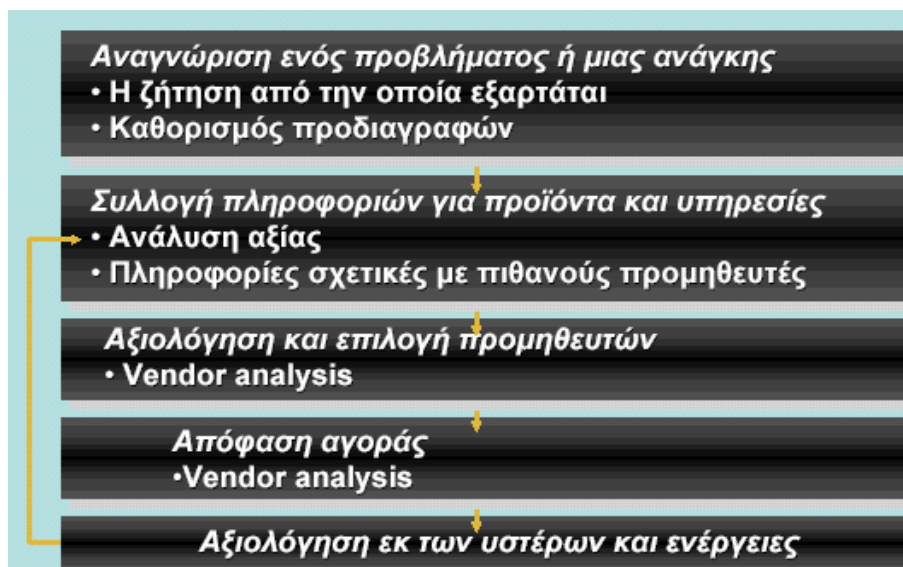 Αναγνώριση ενός προβλήματος ή μιας ανάγκης
• Η ζήτηση από την οποία εξαρτάται
• Καθορισμός προδιαγραφών
Συλλογή πληροφοριών για προϊόντα και υπηρεσίες
• Ανάλυση αξίας
• Πληροφορίες σχετικές με πιθανούς προμηθευτές
Αξιολόγηση και επιλογή προμηθευτών
• Vendor analysis
Απόφαση αγοράς
•Vendor analysis
Αξιολόγηση εκ των υστέρων και ενέργειες